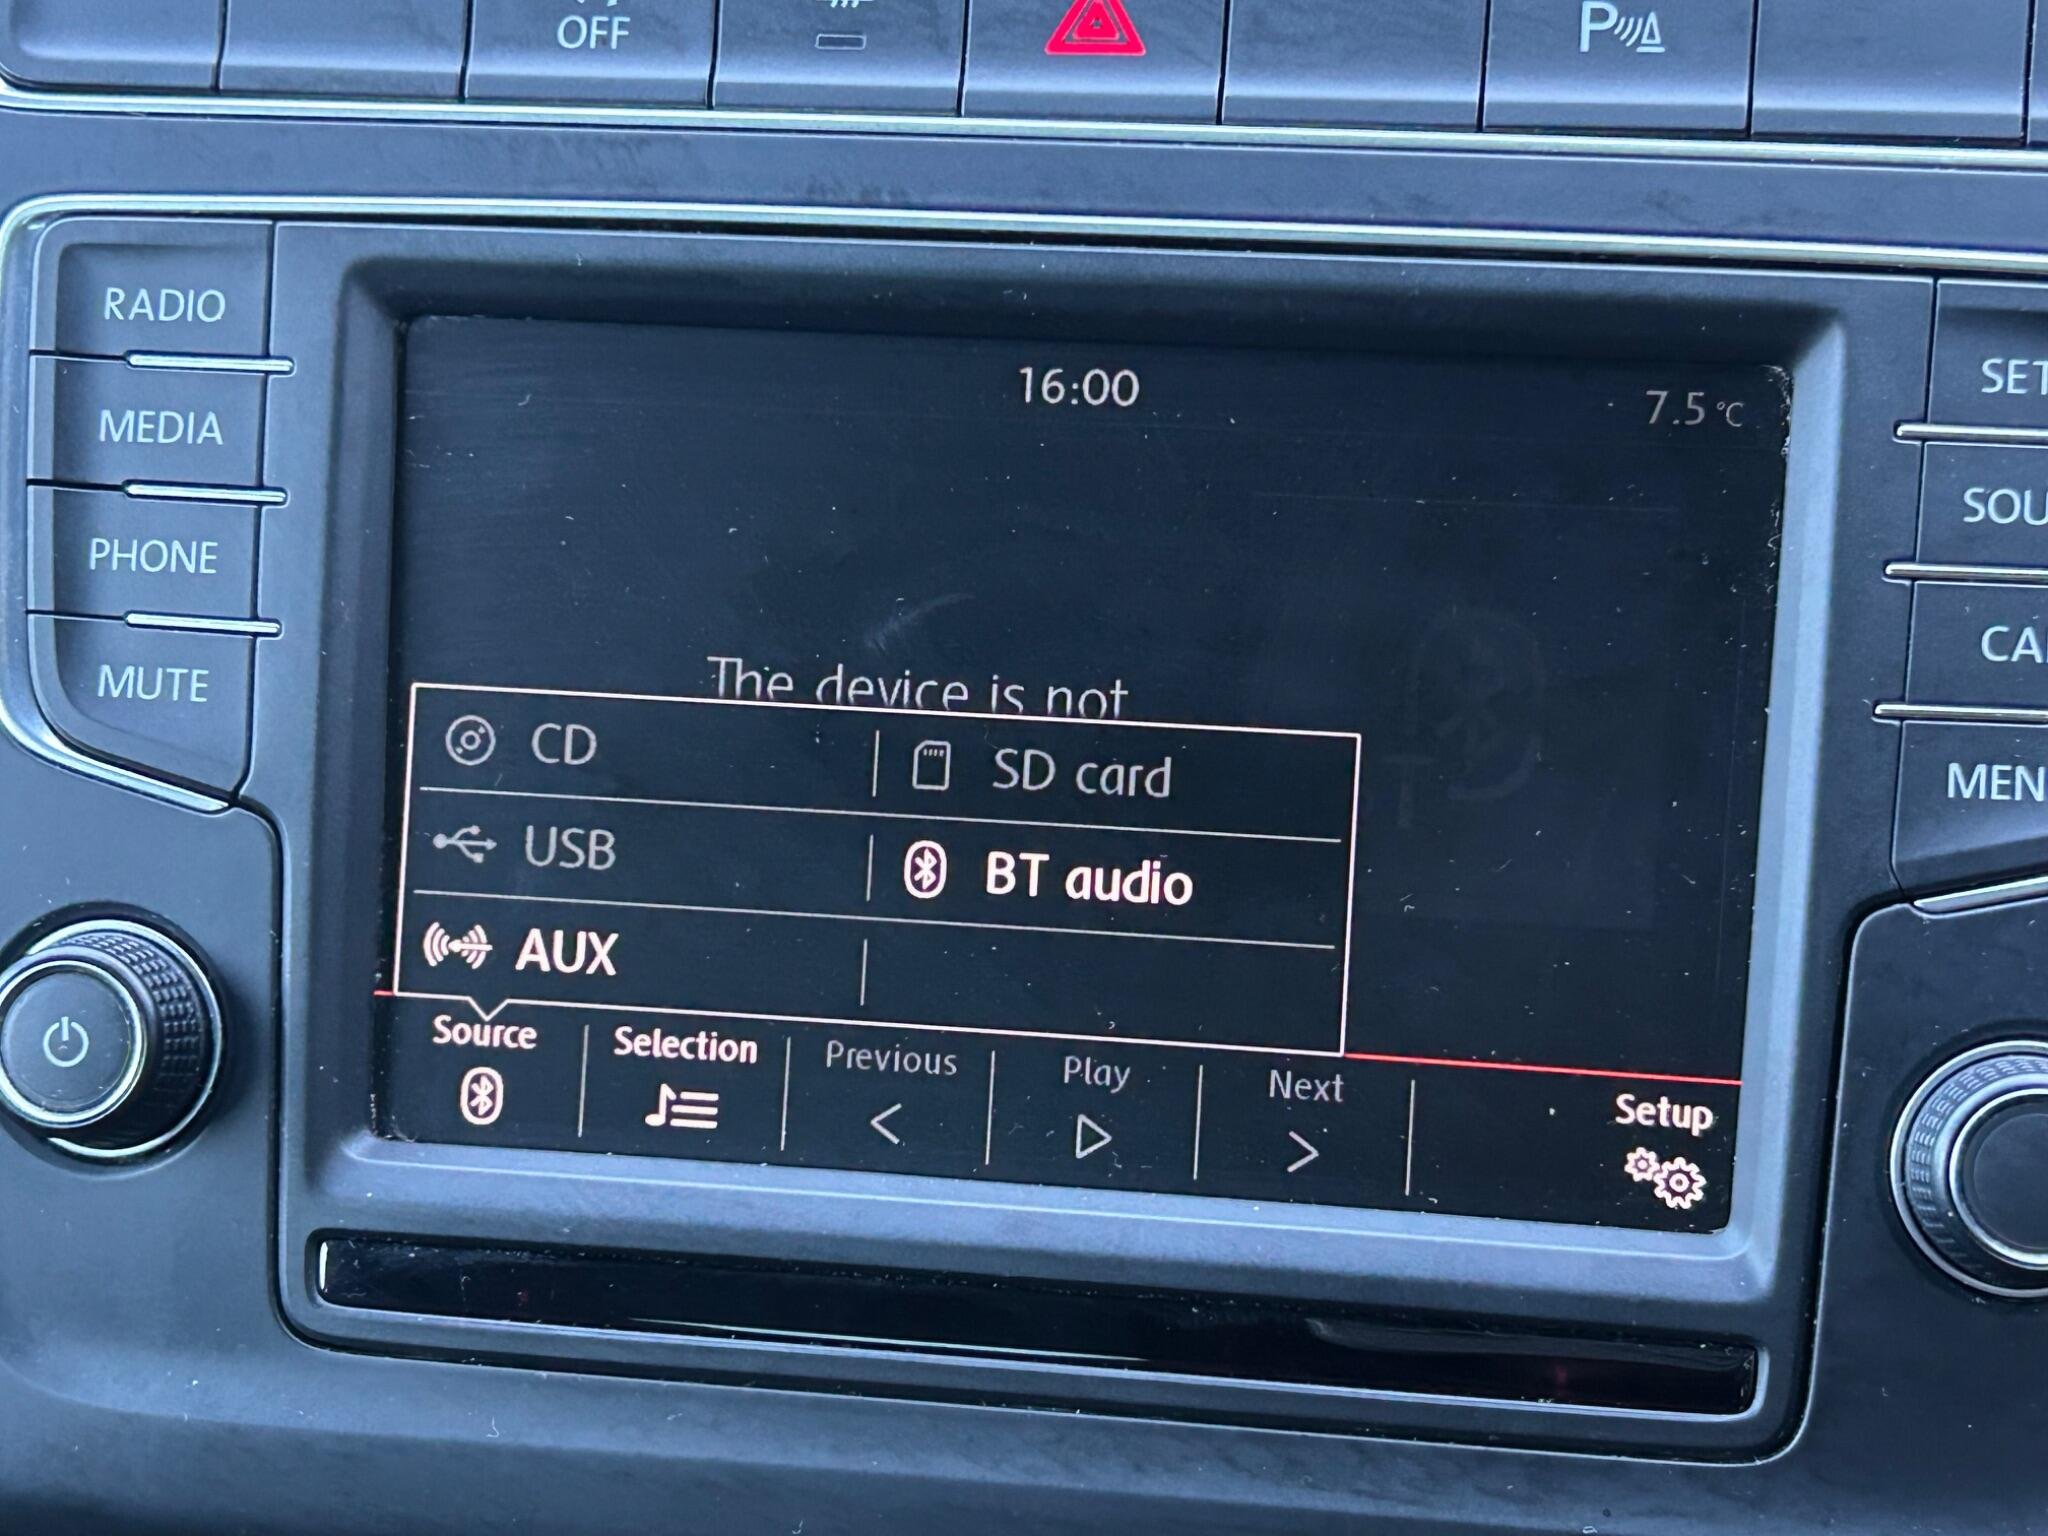 OFF
P
RADIO
MEDIA
PHONE
MUTE
16:00
7.5 °C
The device is not
CD
SD card
USB
BT audio
AUX
Source
Selection
Previous
Play
Next
Setup
SET
SOU
CA
MEN